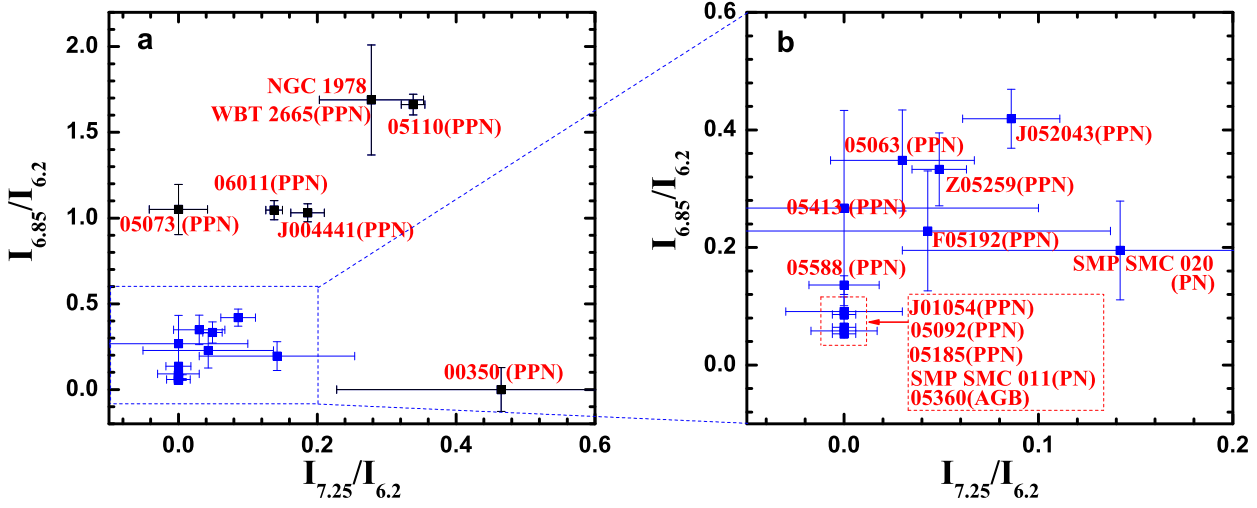 a
2.0
1.5
1.0
0.5
0.0
I6.85/I6.2
NGC 1978
WBT 2665(PPN)
05110(PPN)
06011(PPN)
05073 (PPN)
J004441(PPN)
00350 (PPN)
0.0
0.2
0.4
0.6
I7.25/I6.2
b
0.6
0.4
0.2
0.0
I6.85/I6.2
J052043(PPN)
05063 (PPN)
Z05259(PPN)
05413 (PPN)
F05192(PPN)
05588 (PPN)
SMP SMC 020
(PN)
J01054(PPN)
05092(PPN)
05185(PPN)
SMP SMC 011(PN)
05360(AGB)
0.0
0.1
0.2
I7.25/I6.2